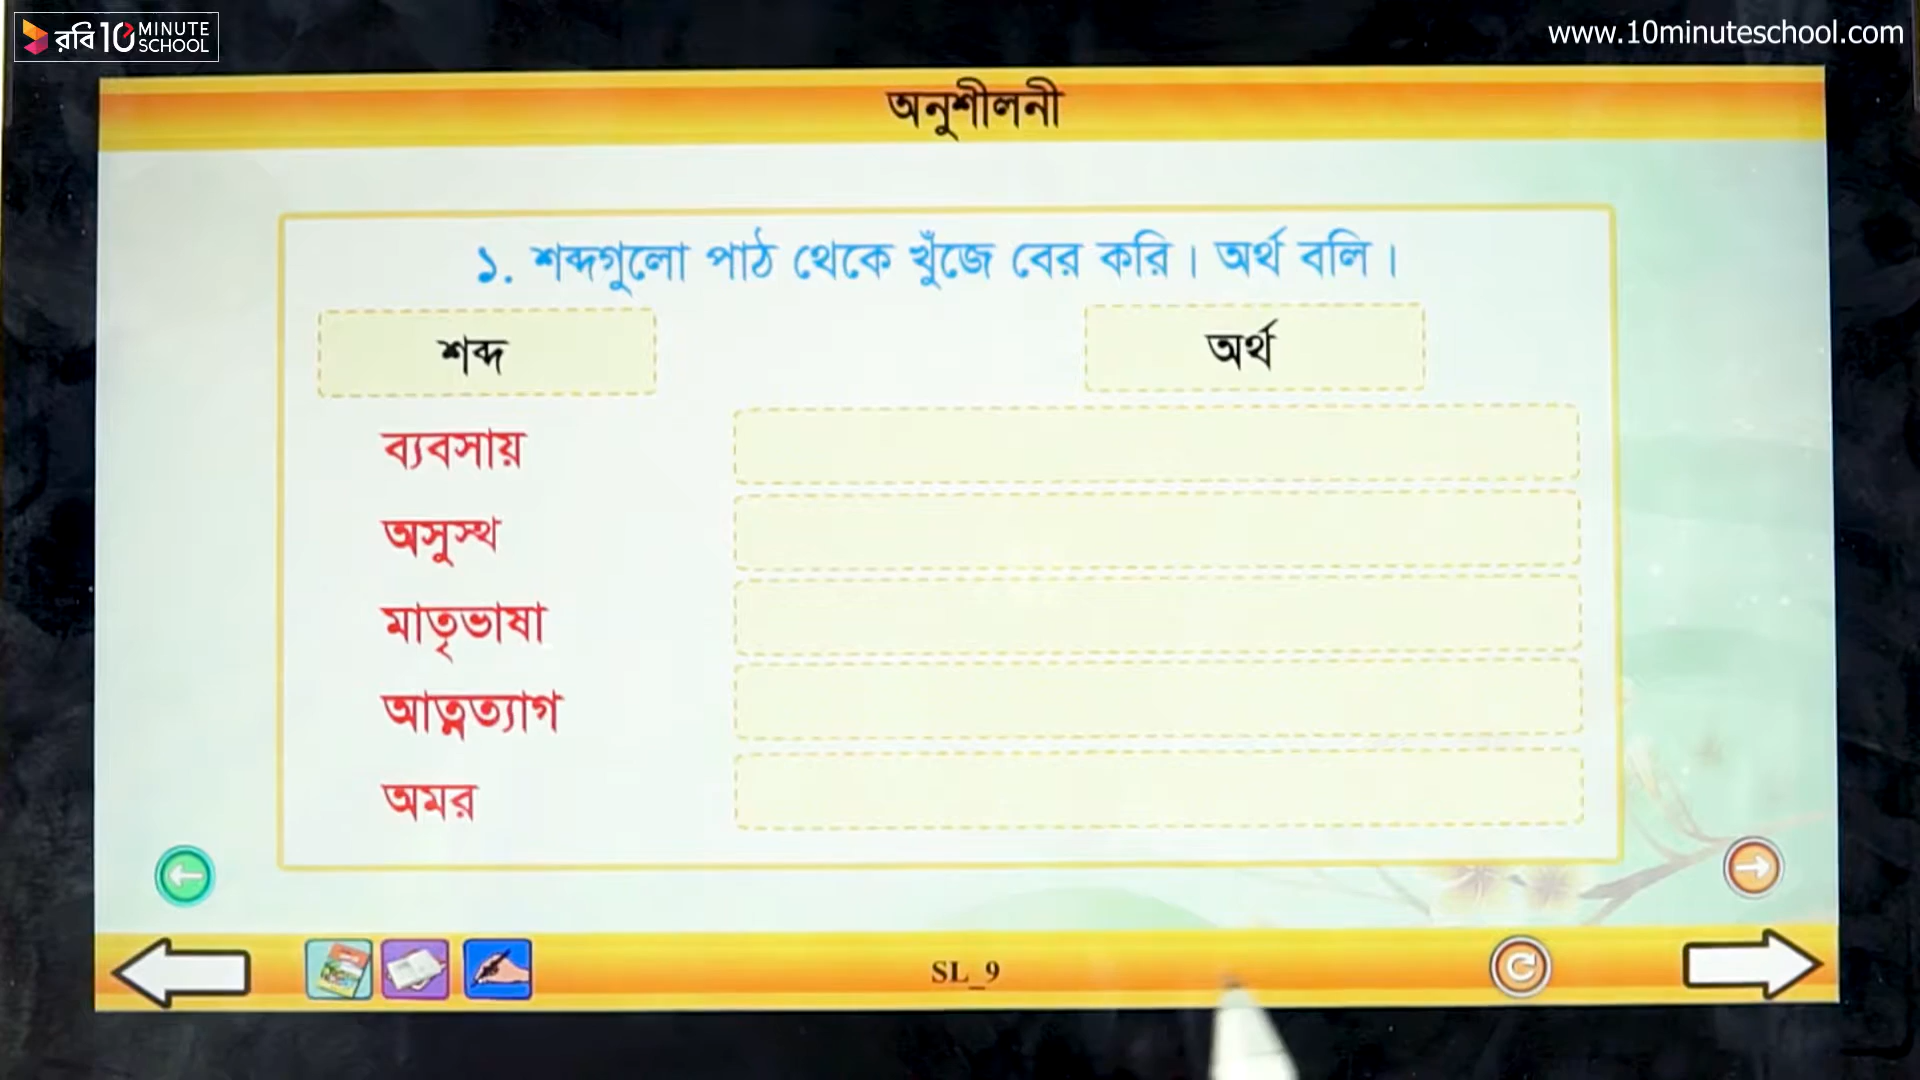 রবি 10 MINUTE SCHOOL
www.10minuteschool.com
অনুশীলনী
১. শব্দগুলো পাঠ থেকে খুঁজে বের করি। অর্থ বলি।
শব্দ
অর্থ
ব্যবসায়
অসুস্থ
মাতৃভাষা
আত্মত্যাগ
অমর
SL_9